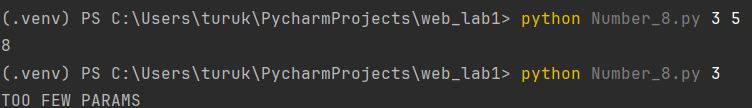 (.venv) PS C:\Users\turuk\PycharmProjects\web_lab1> python Number_8.py 3 5
8
(.venv) PS C:\Users\turuk\PycharmProjects\web_lab1> python Number_8.py 3
TOO FEW PARAMS